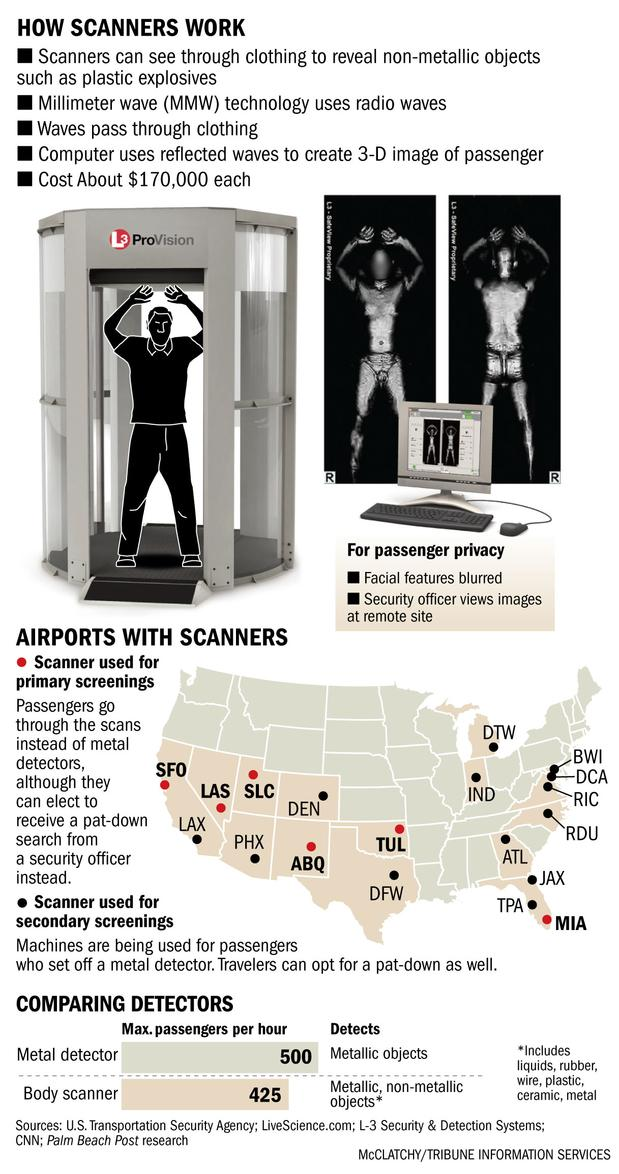 HOW SCANNERS WORK
■ Scanners can see through clothing to reveal non-metallic objects
such as plastic explosives
■ Millimeter wave (MMW) technology uses radio waves
■ Waves pass through clothing
■ Computer uses reflected waves to create 3-D image of passenger
■ Cost About $170,000 each
L3 ProVision
L3 - SafeView Proprietary
L3 - SafeView Proprietary
R
R
For passenger privacy
■ Facial features blurred
■ Security officer views images
at remote site
AIRPORTS WITH SCANNERS
● Scanner used for
primary screenings
Passengers go
through the scans
instead of metal
detectors,
although they
can elect to
receive a pat-down
search from
a security officer
instead.
● Scanner used for
secondary screenings
Machines are being used for passengers
who set off a metal detector. Travelers can opt for a pat-down as well.
SFO
LAS
SLC
LAX
PHX
DEN
ABQ
TUL
DFW
DTW
IND
BWI
DCA
RIC
RDU
ATL
JAX
TPA
MIA
COMPARING DETECTORS
Max. passengers per hour Detects
Metal detector 500 Metallic objects
Body scanner 425 Metallic, non-metallic
objects*
*Includes
liquids, rubber,
wire, plastic,
ceramic, metal
Sources: U.S. Transportation Security Agency; LiveScience.com; L-3 Security & Detection Systems;
CNN; Palm Beach Post research
McCLATCHY/TRIBUNE INFORMATION SERVICES